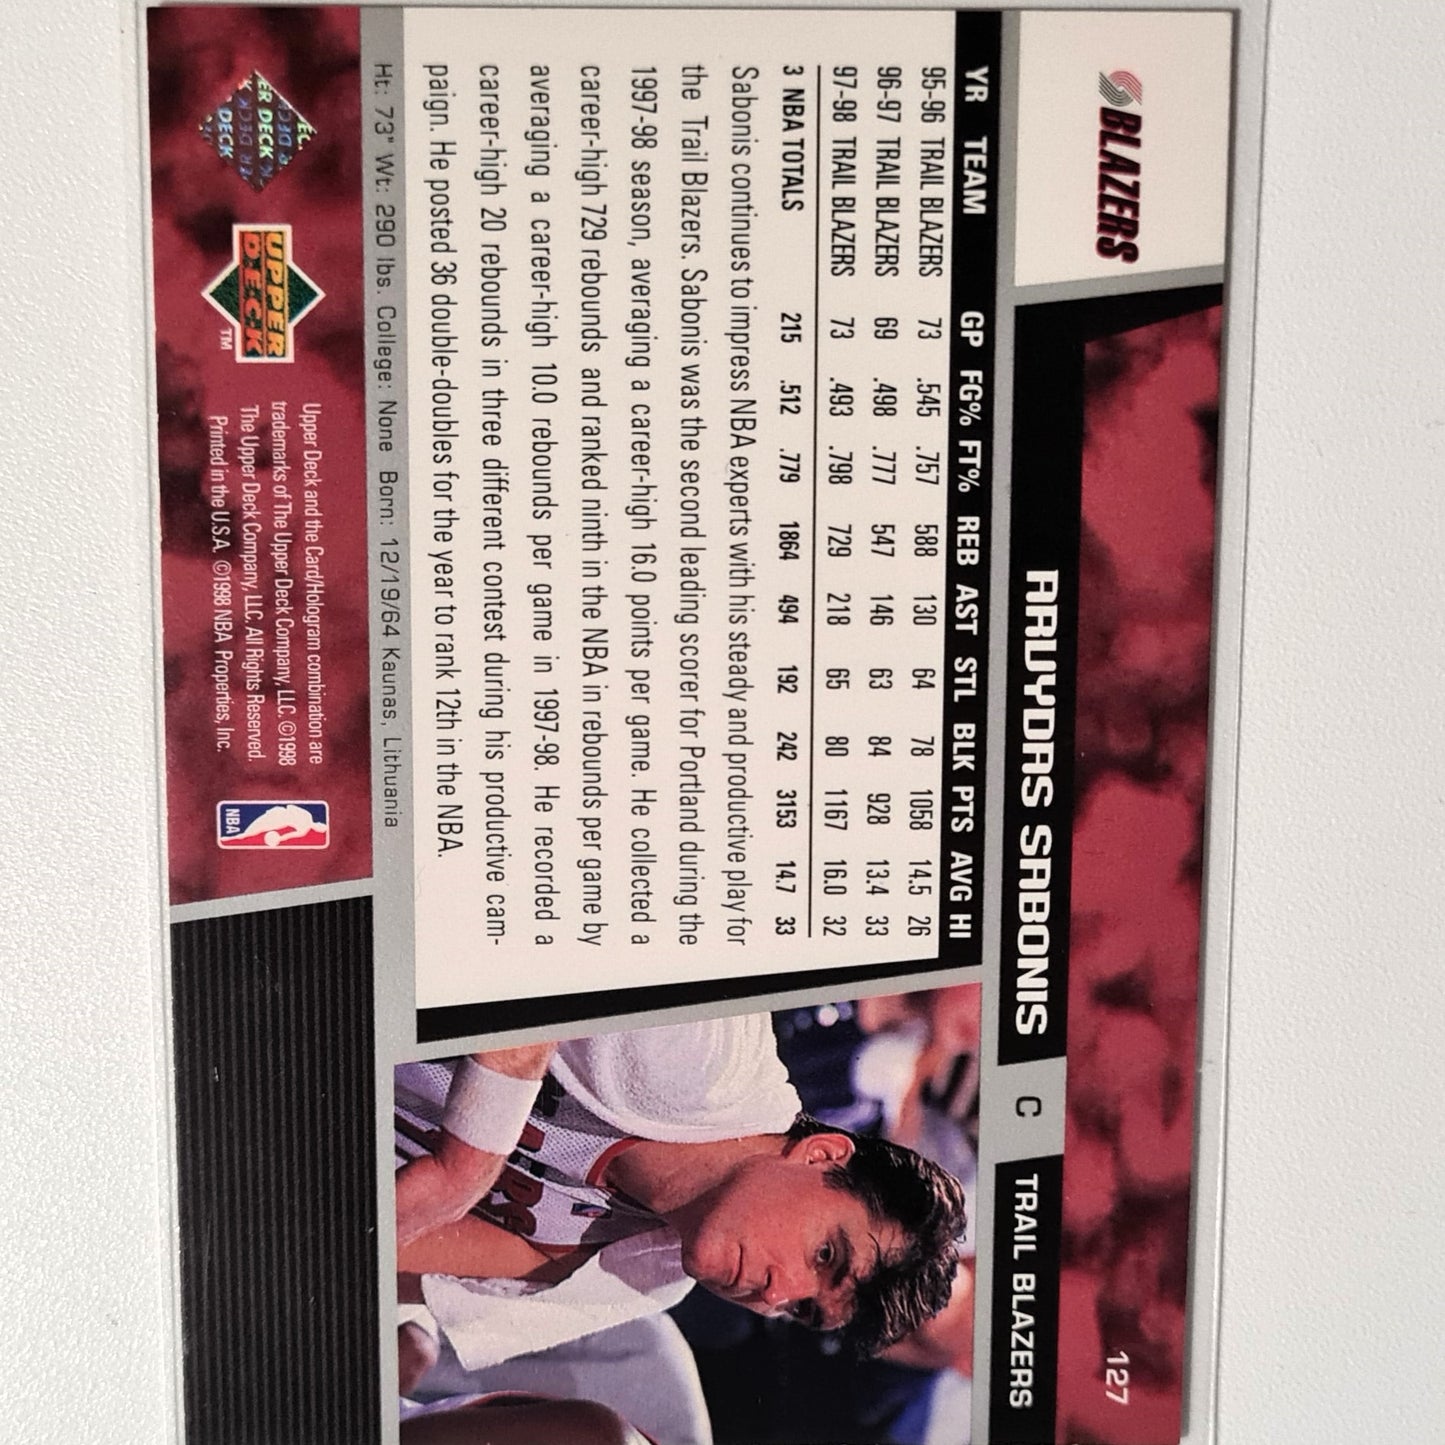 BLAZERS
127
ARVYDAS SABONIS C TRAIL BLAZERS
YR TEAM GP FG% FT% REB AST STL BLK PTS AVG HI
95-96 TRAIL BLAZERS 73 .545 .757 588 130 64 78 1058 14.5 26
96-97 TRAIL BLAZERS 69 .498 .777 547 146 63 84 928 13.4 33
97-98 TRAIL BLAZERS 73 .493 .798 729 218 65 80 1167 16.0 32
3 NBA TOTALS 215 .512 .779 1864 494 192 242 3153 14.7 33
Sabonis continues to impress NBA experts with his steady and productive play for
the Trail Blazers. Sabonis was the second leading scorer for Portland during the
1997-98 season, averaging a career-high 16.0 points per game. He collected a
career-high 729 rebounds and ranked ninth in the NBA in rebounds per game by
averaging a career-high 10.0 rebounds per game in 1997-98. He recorded a
career-high 20 rebounds in three different contest during his productive cam-
paign. He posted 36 double-doubles for the year to rank 12th in the NBA.
Ht: 73" Wt: 290 lbs. College: None Born: 12/19/64 Kaunas, Lithuania
ER DECK
DECK
UPPER
DECK
TM
Upper Deck and the Card/Hologram combination are
trademarks of The Upper Deck Company, LLC. ©1998
The Upper Deck Company, LLC. All Rights Reserved.
Printed in the U.S.A. ©1998 NBA Properties, Inc.
NBA